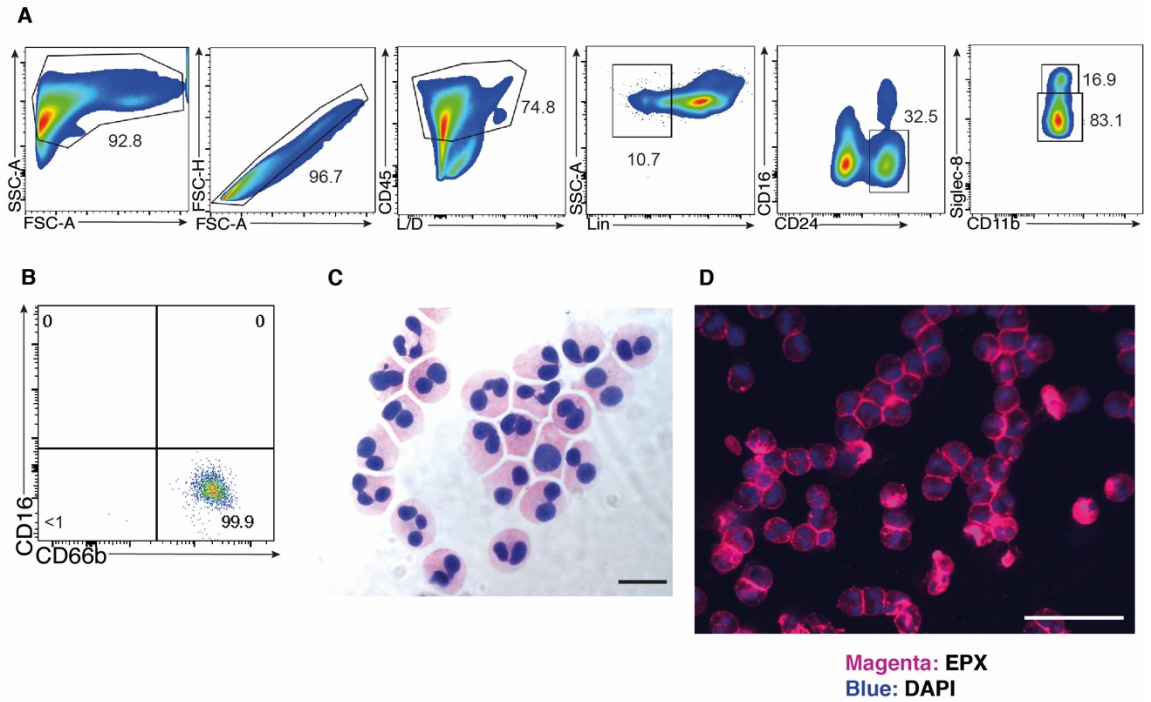 A
SSC-A
FSC-A
92.8
FSC-H
FSC-A
96.7
CD45
L/D
74.8
SSC-A
Lin
10.7
CD16
CD24
32.5
Siglec-8
CD11b
16.9
83.1
B
CD16
CD66b
0
0
<1
99.9
C
D
Magenta: EPX
Blue: DAPI